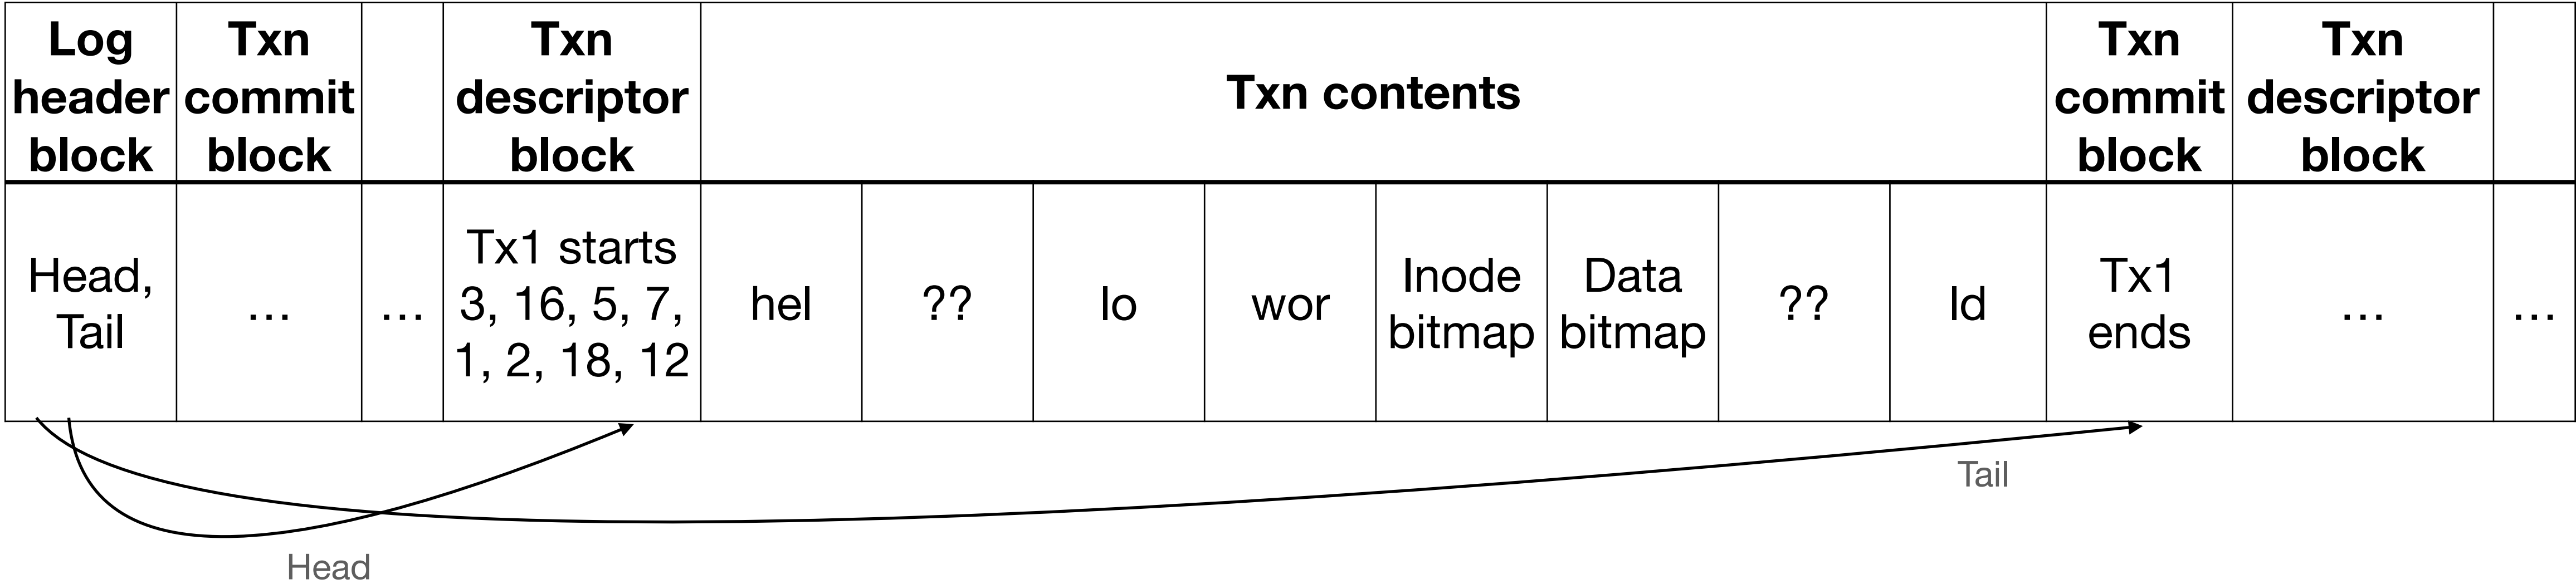 Log
header
block
Txn
commit
block
Txn
descriptor
block
Txn contents
Txn
commit
block
Txn
descriptor
block
Head,
Tail
...
...
Tx1 starts
3, 16, 5, 7,
1, 2, 18, 12
hel
??
lo
wor
Inode
bitmap
Data
bitmap
??
ld
Tx1
ends
...
...
Tail
Head